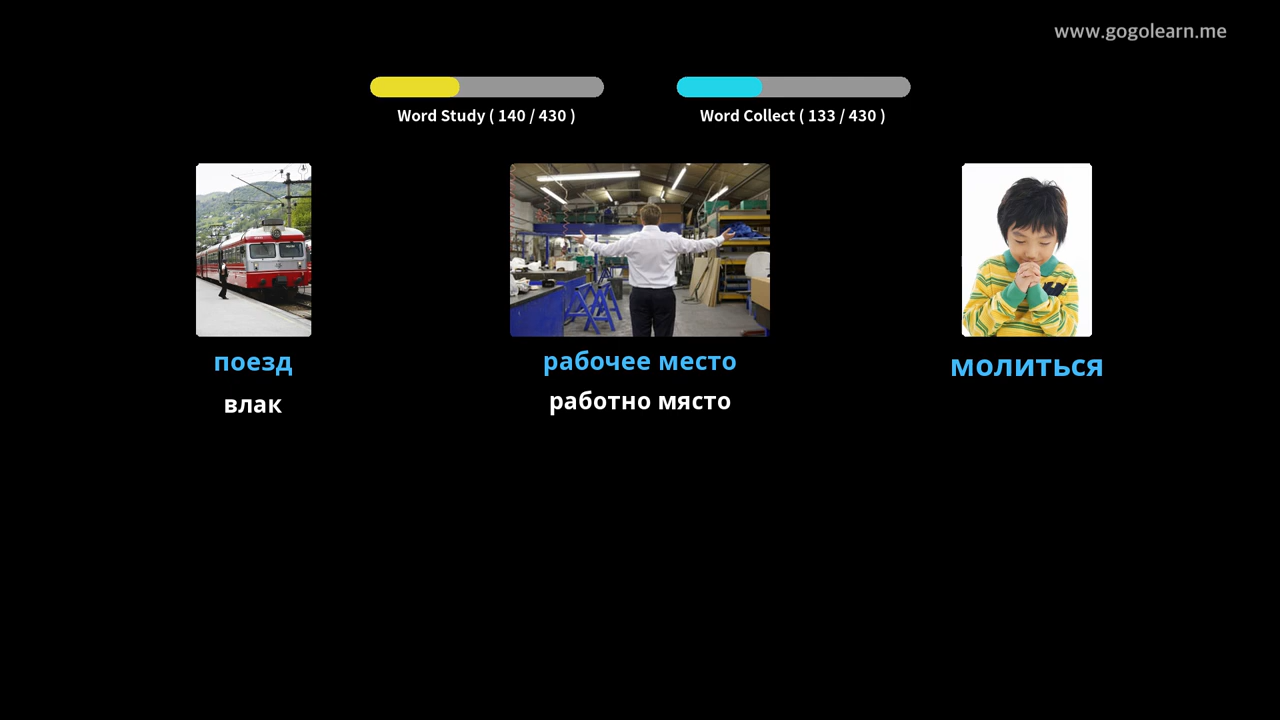 www.gogolearn.me
Word Study ( 140 / 430 )
Word Collect ( 133 / 430 )
поезд
рабочее место
молиться
влак
работно място